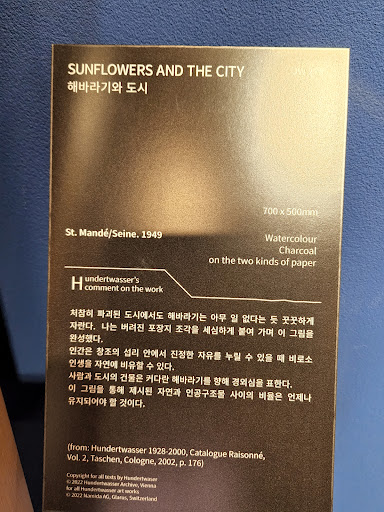 SUNFLOWERS AND THE CITY
해바라기와 도시
700 x 500mm
St. Mandé/Seine. 1949
Watercolour
Charcoal
on the two kinds of paper
Hundertwasser's
comment on the work
처참히 파괴된 도시에서도 해바라기는 아무 일 없다는 듯 꿋꿋하게
자란다. 나는 버려진 포장지 조각을 세심하게 붙여 가며 이 그림을
완성했다.
인간은 창조의 섭리 안에서 진정한 자유를 누릴 수 있을 때 비로소
인생을 자연에 비유할 수 있다.
사람과 도시의 건물은 커다란 해바라기를 향해 경외심을 표한다.
이 그림을 통해 제시된 자연과 인공구조물 사이의 비율은 언제나
유지되어야 할 것이다.
(from: Hundertwasser 1928-2000, Catalogue Raisonné,
Vol. 2, Taschen, Cologne, 2002, p. 176)
Copyright for all texts by Hundertwaser
© 2022 Hundertwasser Archive, Vienna
for all Hundertwasser art works
© 2022 Namida AG, Glarus, Switzerland